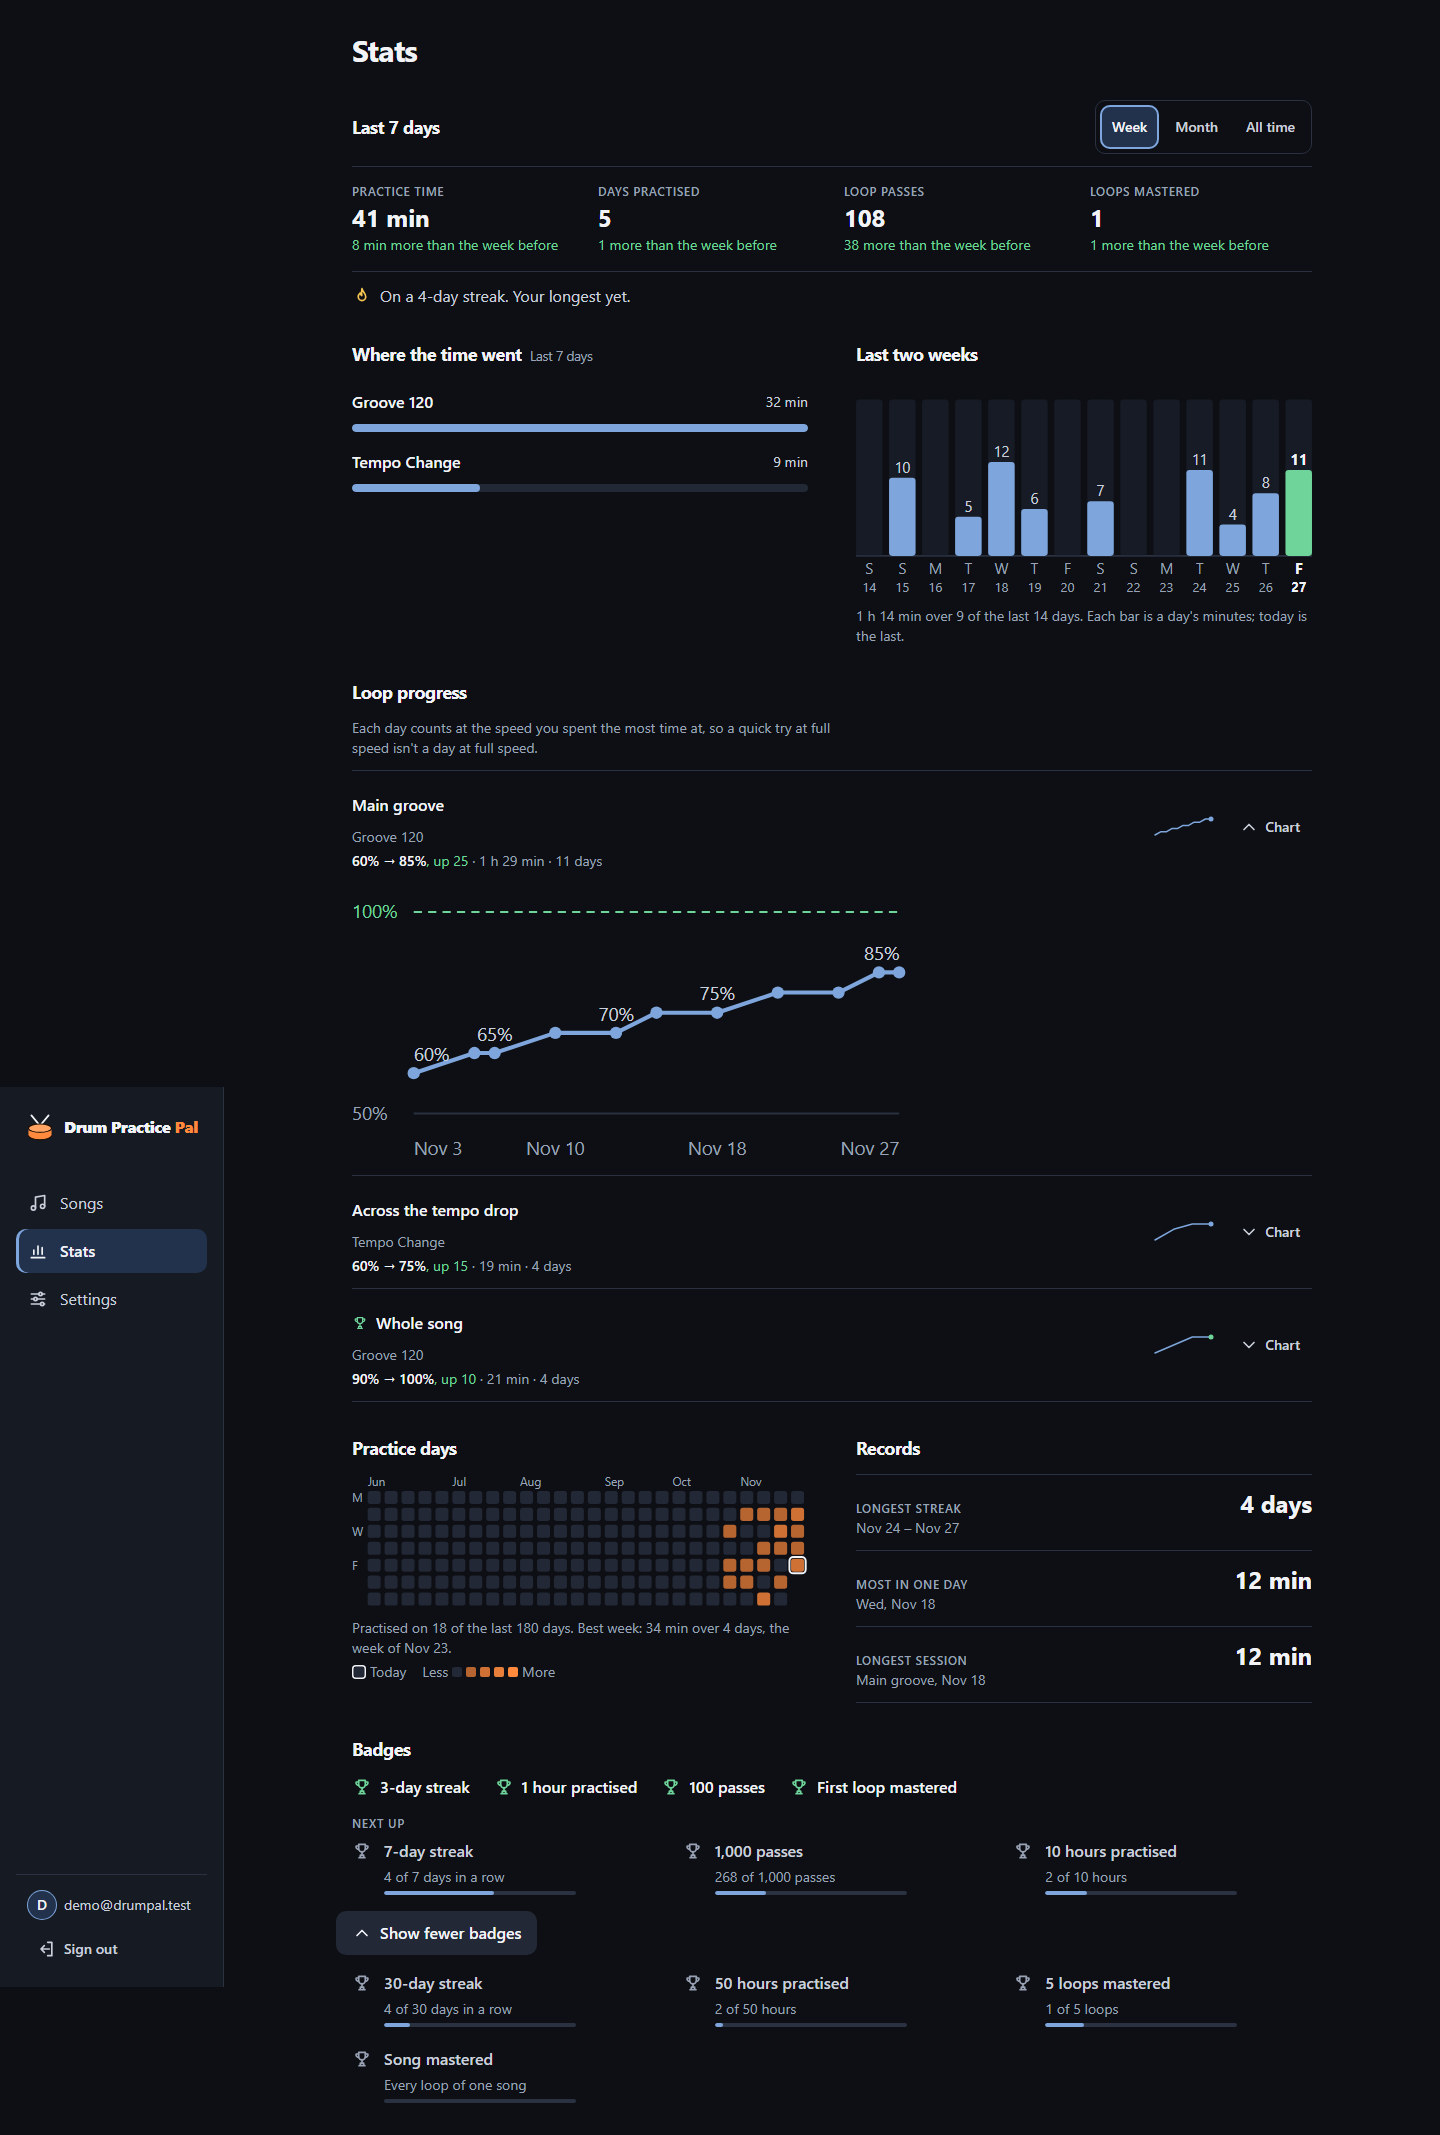 Stats
Last 7 days
Week Month All time
PRACTICE TIME
41 min
8 min more than the week before
DAYS PRACTISED
5
1 more than the week before
LOOP PASSES
108
38 more than the week before
LOOPS MASTERED
1
1 more than the week before
On a 4-day streak. Your longest yet.
Where the time went Last 7 days
Groove 120 32 min
Tempo Change 9 min
Last two weeks
10 5 12 6 7 11 4 8 11
S S M T W T F S S M T W T F
14 15 16 17 18 19 20 21 22 23 24 25 26 27
1 h 14 min over 9 of the last 14 days. Each bar is a day's minutes; today is
the last.
Loop progress
Each day counts at the speed you spent the most time at, so a quick try at full
speed isn't a day at full speed.
Main groove
Groove 120
60% → 85%, up 25 · 1 h 29 min · 11 days
Chart
100%
85%
75%
70%
65%
60%
50%
Nov 3 Nov 10 Nov 18 Nov 27
Across the tempo drop
Tempo Change
60% → 75%, up 15 · 19 min · 4 days
Chart
Whole song
Groove 120
90% → 100%, up 10 · 21 min · 4 days
Chart
Practice days
Jun Jul Aug Sep Oct Nov
M
W
F
Practised on 18 of the last 180 days. Best week: 34 min over 4 days, the
week of Nov 23.
Today Less More
Records
LONGEST STREAK
Nov 24 – Nov 27
4 days
MOST IN ONE DAY
Wed, Nov 18
12 min
LONGEST SESSION
Main groove, Nov 18
12 min
Badges
3-day streak 1 hour practised 100 passes First loop mastered
NEXT UP
7-day streak
4 of 7 days in a row
1,000 passes
268 of 1,000 passes
10 hours practised
2 of 10 hours
Show fewer badges
30-day streak
4 of 30 days in a row
50 hours practised
2 of 50 hours
5 loops mastered
1 of 5 loops
Song mastered
Every loop of one song
Drum Practice Pal
Songs
Stats
Settings
D demo@drumpal.test
Sign out